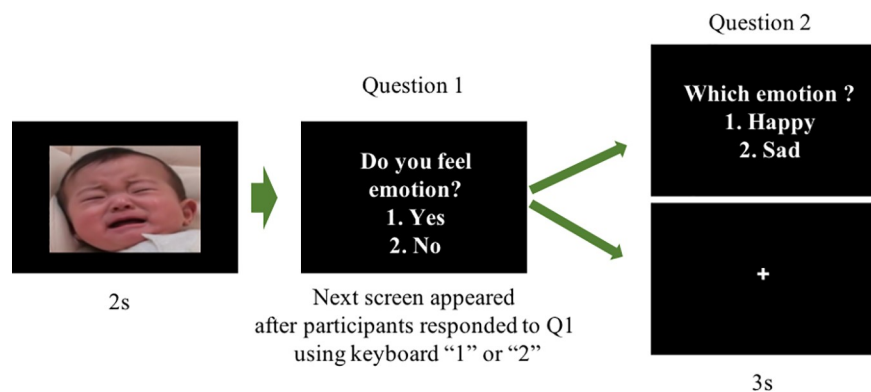 Question 2
Question 1
Which emotion ?
1. Happy
2. Sad
Do you feel
emotion?
1. Yes
2. No
2s
Next screen appeared
after participants responded to Q1
using keyboard “1” or “2”
+
3s